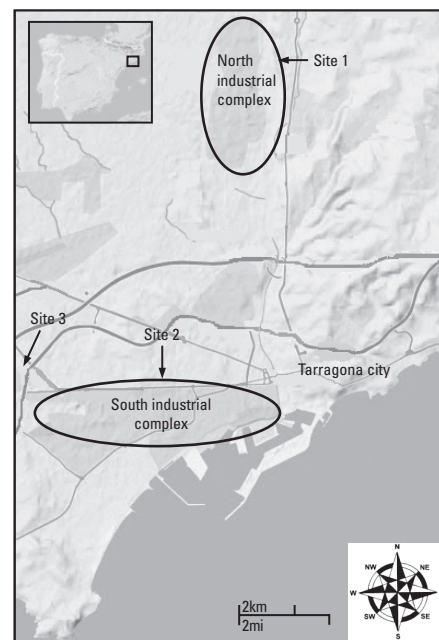 North
industrial
complex
Site 1
Site 3
Site 2
Tarragona city
South industrial
complex
2km
2mi
N
NW
NE
W
E
SW
SE
S